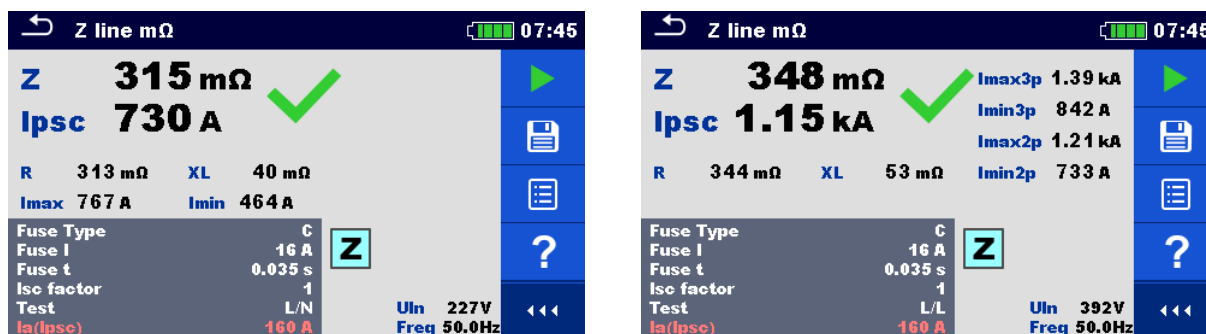 Z line mΩ 07:45
Z 315 mΩ
Ipsc 730 A
R 313 mΩ XL 40 mΩ
Imax 767 A Imin 464 A
Fuse Type C
Fuse I 16 A
Fuse t 0.035 s
Isc factor 1
Test L/N
Ia(Ipsc) 160 A
Z
Uln 227V
Freq 50.0Hz
?
Z line mΩ 07:45
Z 348 mΩ
Ipsc 1.15 kA
Imax3p 1.39 kA
Imin3p 842 A
Imax2p 1.21 kA
Imin2p 733 A
R 344 mΩ XL 53 mΩ
Fuse Type C
Fuse I 16 A
Fuse t 0.035 s
Isc factor 1
Test L/L
Ia(Ipsc) 160 A
Z
Uln 392V
Freq 50.0Hz
?